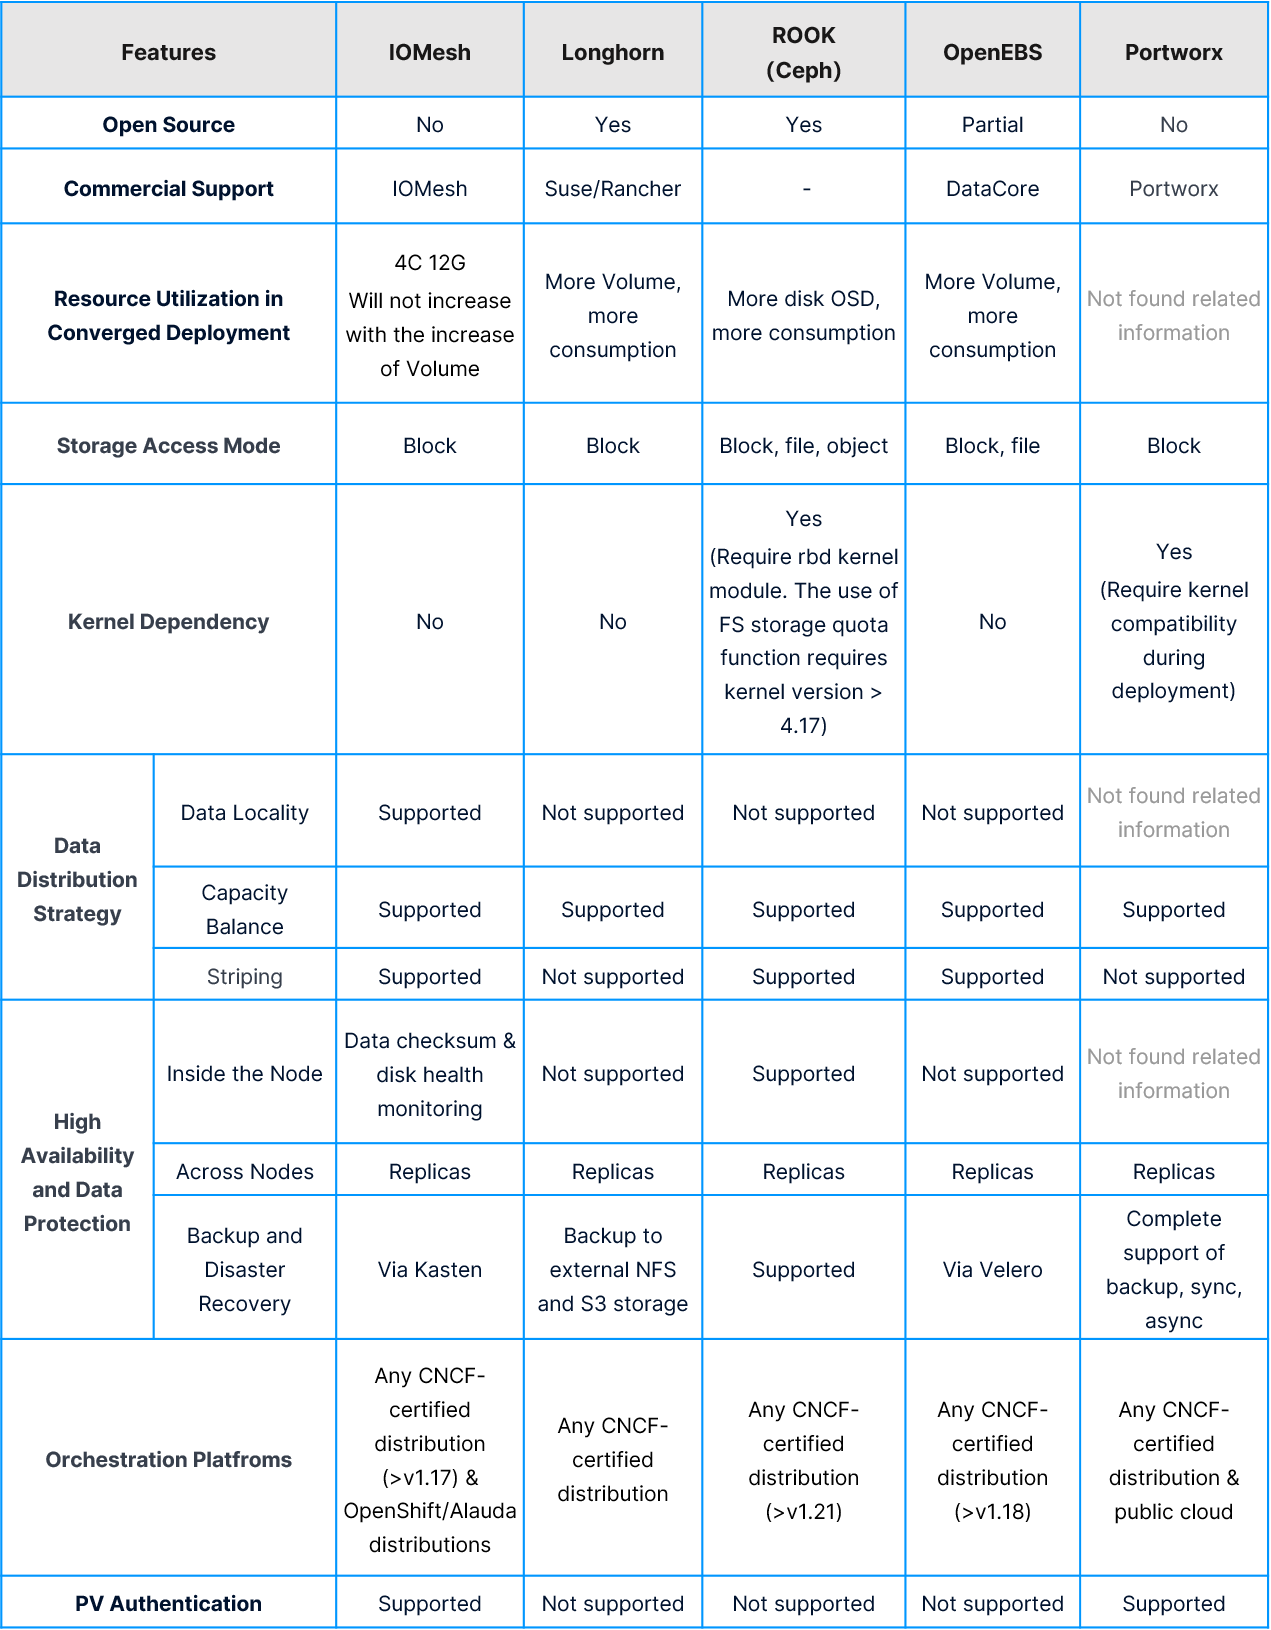 Features
IOMesh
Longhorn
ROOK
(Ceph)
OpenEBS
Portworx
Open Source
No
Yes
Yes
Partial
No
Commercial Support
IOMesh
Suse/Rancher
-
DataCore
Portworx
Resource Utilization in
Converged Deployment
4C 12G
Will not increase
with the increase
of Volume
More Volume,
more
consumption
More disk OSD,
more consumption
More Volume,
more
consumption
Not found related
information
Storage Access Mode
Block
Block
Block, file, object
Block, file
Block
Kernel Dependency
No
No
Yes
(Require rbd kernel
module. The use of
FS storage quota
function requires
kernel version >
4.17)
No
Yes
(Require kernel
compatibility
during
deployment)
Data
Distribution
Strategy
Data Locality
Supported
Not supported
Not supported
Not supported
Not found related
information
Capacity
Balance
Supported
Supported
Supported
Supported
Supported
Striping
Supported
Not supported
Supported
Supported
Not supported
High
Availability
and Data
Protection
Inside the Node
Data checksum &
disk health
monitoring
Not supported
Supported
Not supported
Not found related
information
Across Nodes
Replicas
Replicas
Replicas
Replicas
Replicas
Backup and
Disaster
Recovery
Via Kasten
Backup to
external NFS
and S3 storage
Supported
Via Velero
Complete
support of
backup, sync,
async
Orchestration Platfroms
Any CNCF-
certified
distribution
(>v1.17) &
OpenShift/Alauda
distributions
Any CNCF-
certified
distribution
Any CNCF-
certified
distribution
(>v1.21)
Any CNCF-
certified
distribution
(>v1.18)
Any CNCF-
certified
distribution &
public cloud
PV Authentication
Supported
Not supported
Not supported
Not supported
Supported